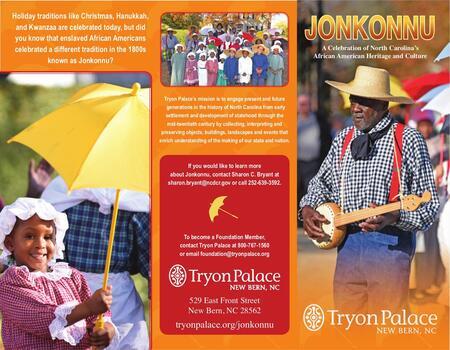 Holiday traditions like Christmas, Hanukkah,
and Kwanzaa are celebrated today, but did
you know that enslaved African Americans
celebrated a different tradition in the 1800s
known as Jonkonnu?
Tryon Palace's mission is to engage present and future
generations in the history of North Carolina from early
settlement and development of statehood through the
mid-twentieth century by collecting, interpreting and
preserving objects, buildings, landscapes and events that
enrich understanding of the making of our state and nation.
If you would like to learn more
about Jonkonnu, contact Sharon C. Bryant at
sharon.bryant@ncdcr.gov or call 252-639-3592.
To become a Foundation Member,
contact Tryon Palace at 800-767-1560
or email foundation@tryonpalace.org
Tryon Palace
NEW BERN, NC
529 East Front Street
New Bern, NC 28562
tryonpalace.org/jonkonnu
JONKONNU
A Celebration of North Carolina's
African American Heritage and Culture
Tryon Palace
NEW BERN, NC